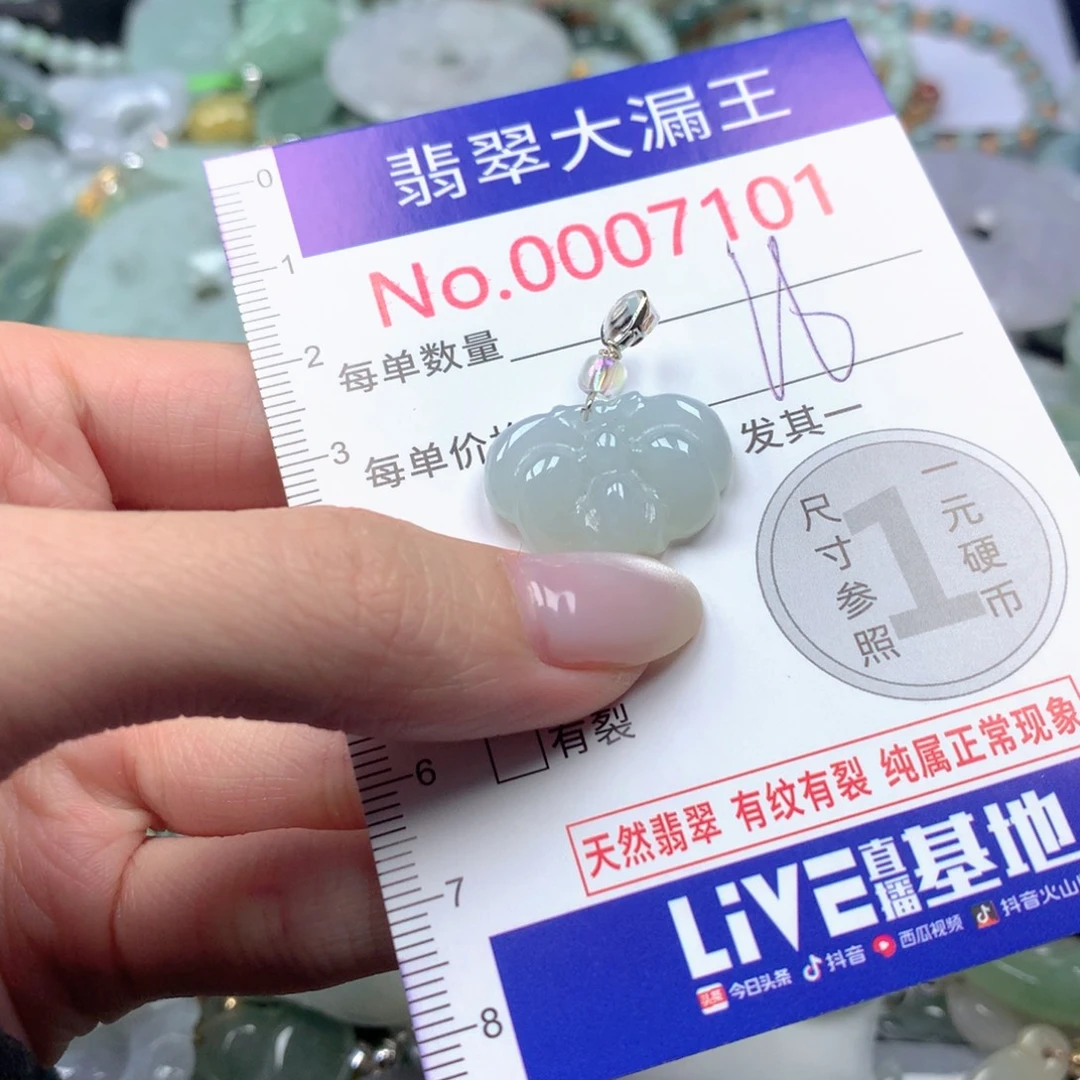 翡翠大漏王
No.0007101
每单数量
每单价
发其一
0
1
2
3
6
7
8
尺寸参照
1
一元硬币
有裂
天然翡翠 有纹有裂 纯属正常现象
LiVE直播基地
头条 今日头条 抖音 西瓜视频 抖音火山